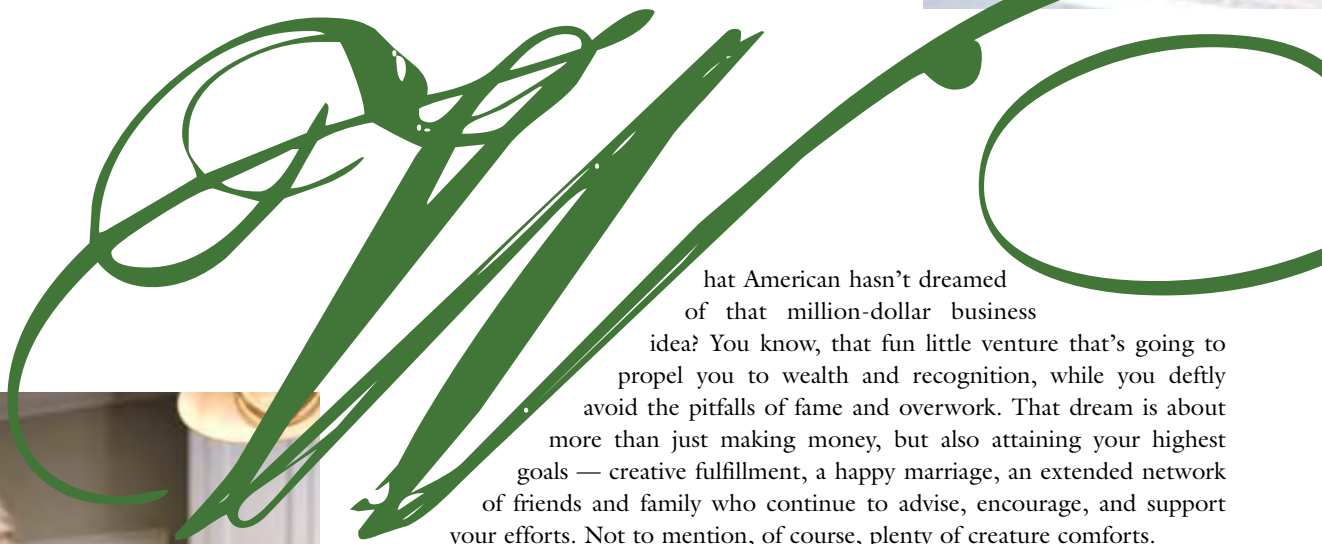 What American hasn’t dreamed
of that million-dollar business
idea? You know, that fun little venture that’s going to
propel you to wealth and recognition, while you deftly
avoid the pitfalls of fame and overwork. That dream is about
more than just making money, but also attaining your highest
goals — creative fulfillment, a happy marriage, an extended network
of friends and family who continue to advise, encourage, and support
your efforts. Not to mention, of course, plenty of creature comforts.